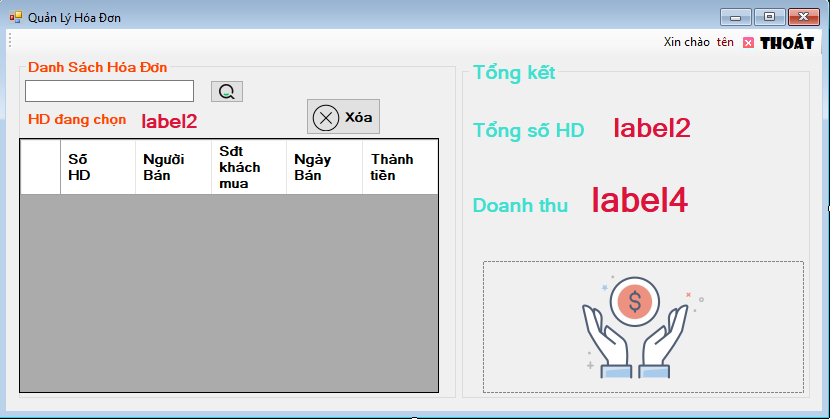 Quản Lý Hóa Đơn
Xin chào tên THOÁT
Danh Sách Hóa Đơn
HD đang chọn label2
Xóa
Số HD
Người Bán
Sđt khách mua
Ngày Bán
Thành tiền
Tổng kết
Tổng số HD label2
Doanh thu label4
$